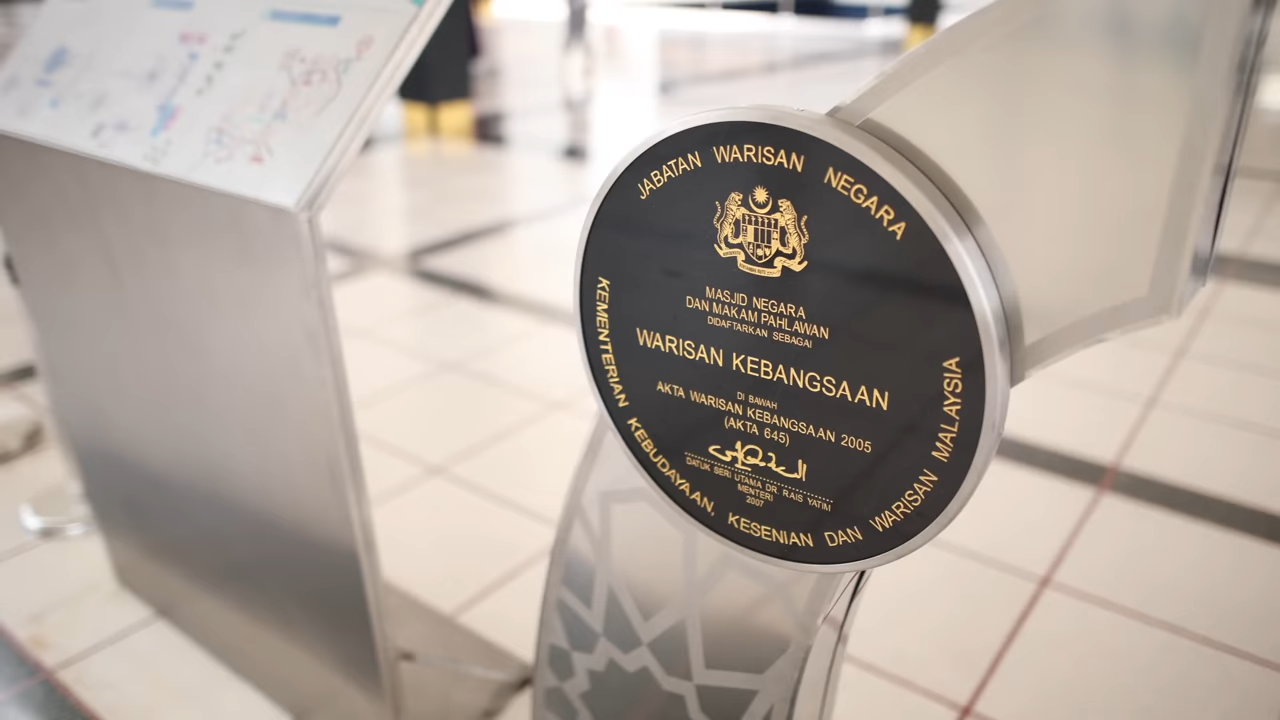 JABATAN WARISAN NEGARA
MASJID NEGARA
DAN MAKAM PAHLAWAN
DIDAFTARKAN SEBAGAI
WARISAN KEBANGSAAN
DI BAWAH
AKTA WARISAN KEBANGSAAN 2005
(AKTA 645)
DATUK SERI UTAMA DR. RAIS YATIM
MENTERI
2007
KEMENTERIAN KEBUDAYAAN, KESENIAN DAN WARISAN MALAYSIA